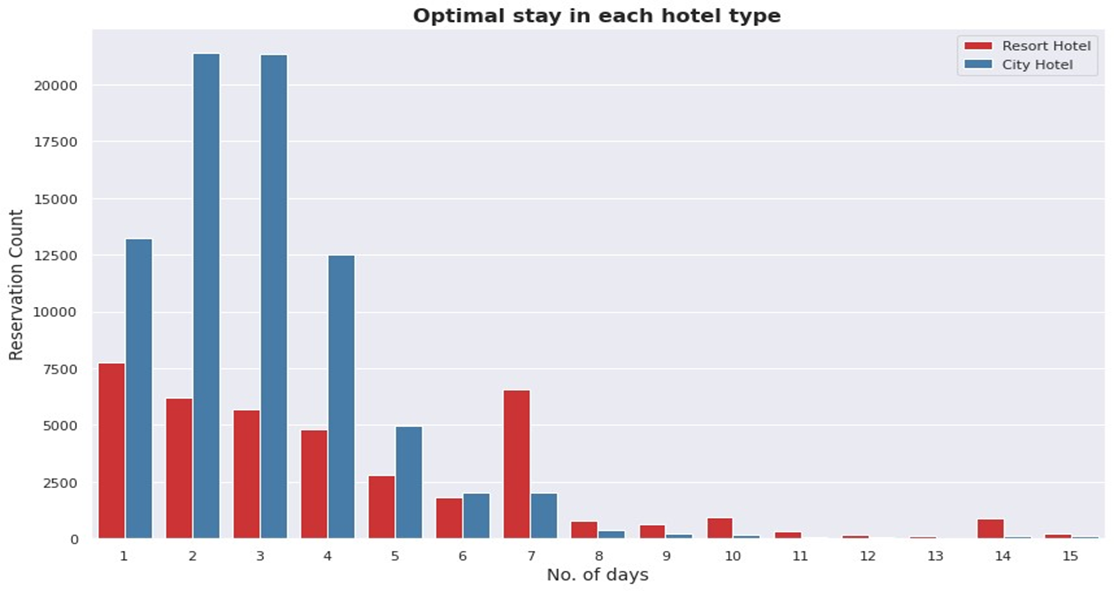 Optimal stay in each hotel type
Resort Hotel
City Hotel
Reservation Count
20000
17500
15000
12500
10000
7500
5000
2500
0
1 2 3 4 5 6 7 8 9 10 11 12 13 14 15
No. of days